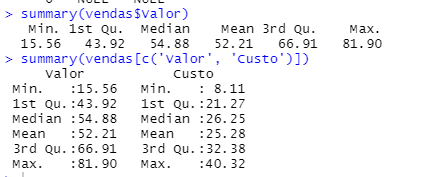 > summary(vendas$Valor)
Min. 1st Qu. Median Mean 3rd Qu. Max.
15.56 43.92 54.88 52.21 66.91 81.90
> summary(vendas[c('Valor', 'Custo')])
Valor Custo
Min. :15.56 Min. : 8.11
1st Qu.:43.92 1st Qu.:21.27
Median :54.88 Median :26.25
Mean :52.21 Mean :25.28
3rd Qu.:66.91 3rd Qu.:32.38
Max. :81.90 Max. :40.32